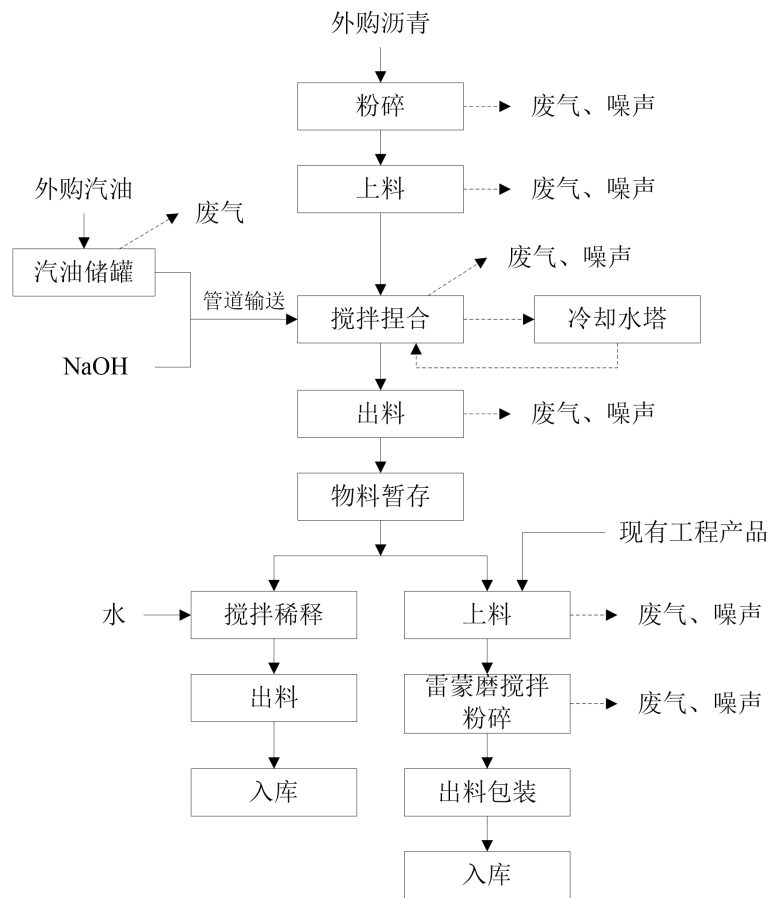 外购沥青
粉碎
废气、噪声
上料
废气、噪声
外购汽油
废气
汽油储罐
废气、噪声
管道输送
搅拌捏合
冷却水塔
NaOH
出料
废气、噪声
物料暂存
现有工程产品
水
搅拌稀释
上料
废气、噪声
出料
雷蒙磨搅拌
粉碎
废气、噪声
入库
出料包装
入库